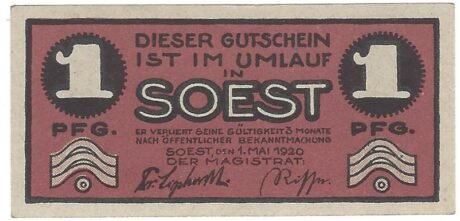 DIESER GUTSCHEIN
IST IM UMLAUF
IN
1 SOEST 1
PFG. PFG.
ER VERLIERT SEINE GÜLTIGKEIT 3 MONATE
NACH ÖFFENTLICHER BEKANNTMACHUNG
SOEST, DEN 1. MAI 1920
DER MAGISTRAT: